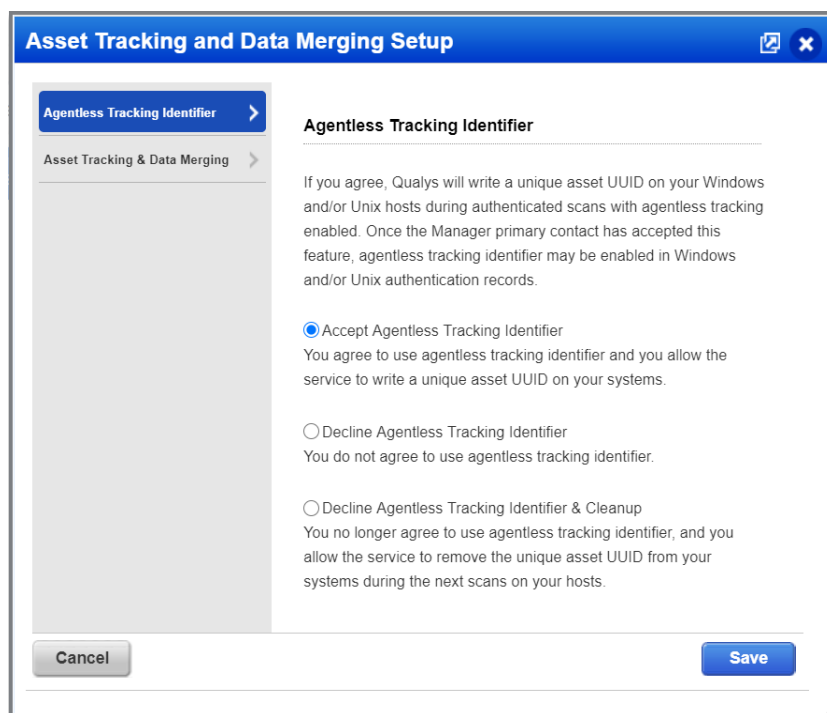 Asset Tracking and Data Merging Setup
Agentless Tracking Identifier
Asset Tracking & Data Merging
Agentless Tracking Identifier
If you agree, Qualys will write a unique asset UUID on your Windows
and/or Unix hosts during authenticated scans with agentless tracking
enabled. Once the Manager primary contact has accepted this
feature, agentless tracking identifier may be enabled in Windows
and/or Unix authentication records.
Accept Agentless Tracking Identifier
You agree to use agentless tracking identifier and you allow the
service to write a unique asset UUID on your systems.
Decline Agentless Tracking Identifier
You do not agree to use agentless tracking identifier.
Decline Agentless Tracking Identifier & Cleanup
You no longer agree to use agentless tracking identifier, and you
allow the service to remove the unique asset UUID from your
systems during the next scans on your hosts.
Cancel
Save